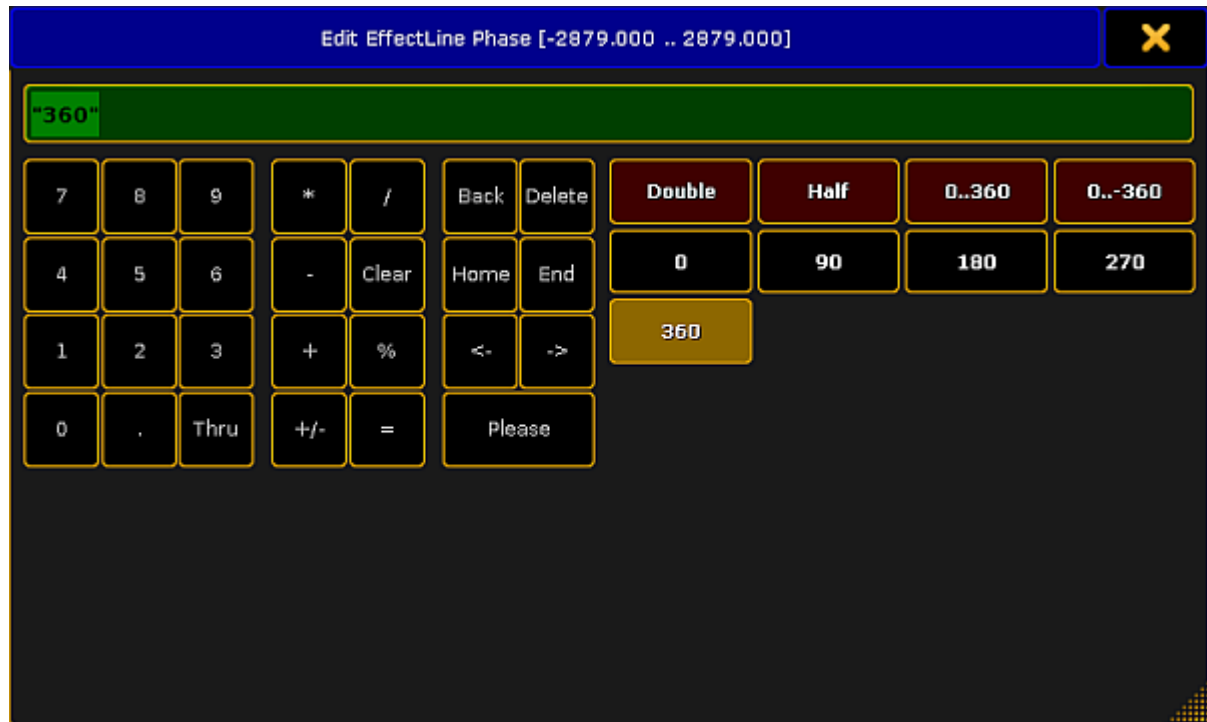 Edit EffectLine Phase [-2879.000 .. 2879.000]
"360"
7 8 9 * / Back Delete Double Half 0..360 0..-360
4 5 6 - Clear Home End 0 90 180 270
1 2 3 + % <- -> 360
0 . Thru +/- = Please